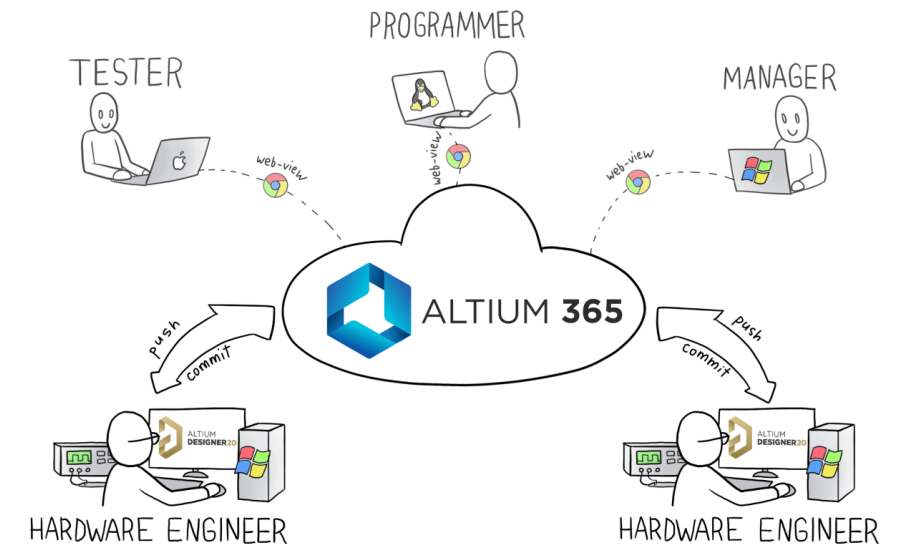 PROGRAMMER
TESTER
MANAGER
web-view
web-view
web-view
ALTIUM 365
push
commit
push
commit
ALTIUM
DESIGNER20
ALTIUM
DESIGNER20
HARDWARE ENGINEER
HARDWARE ENGINEER